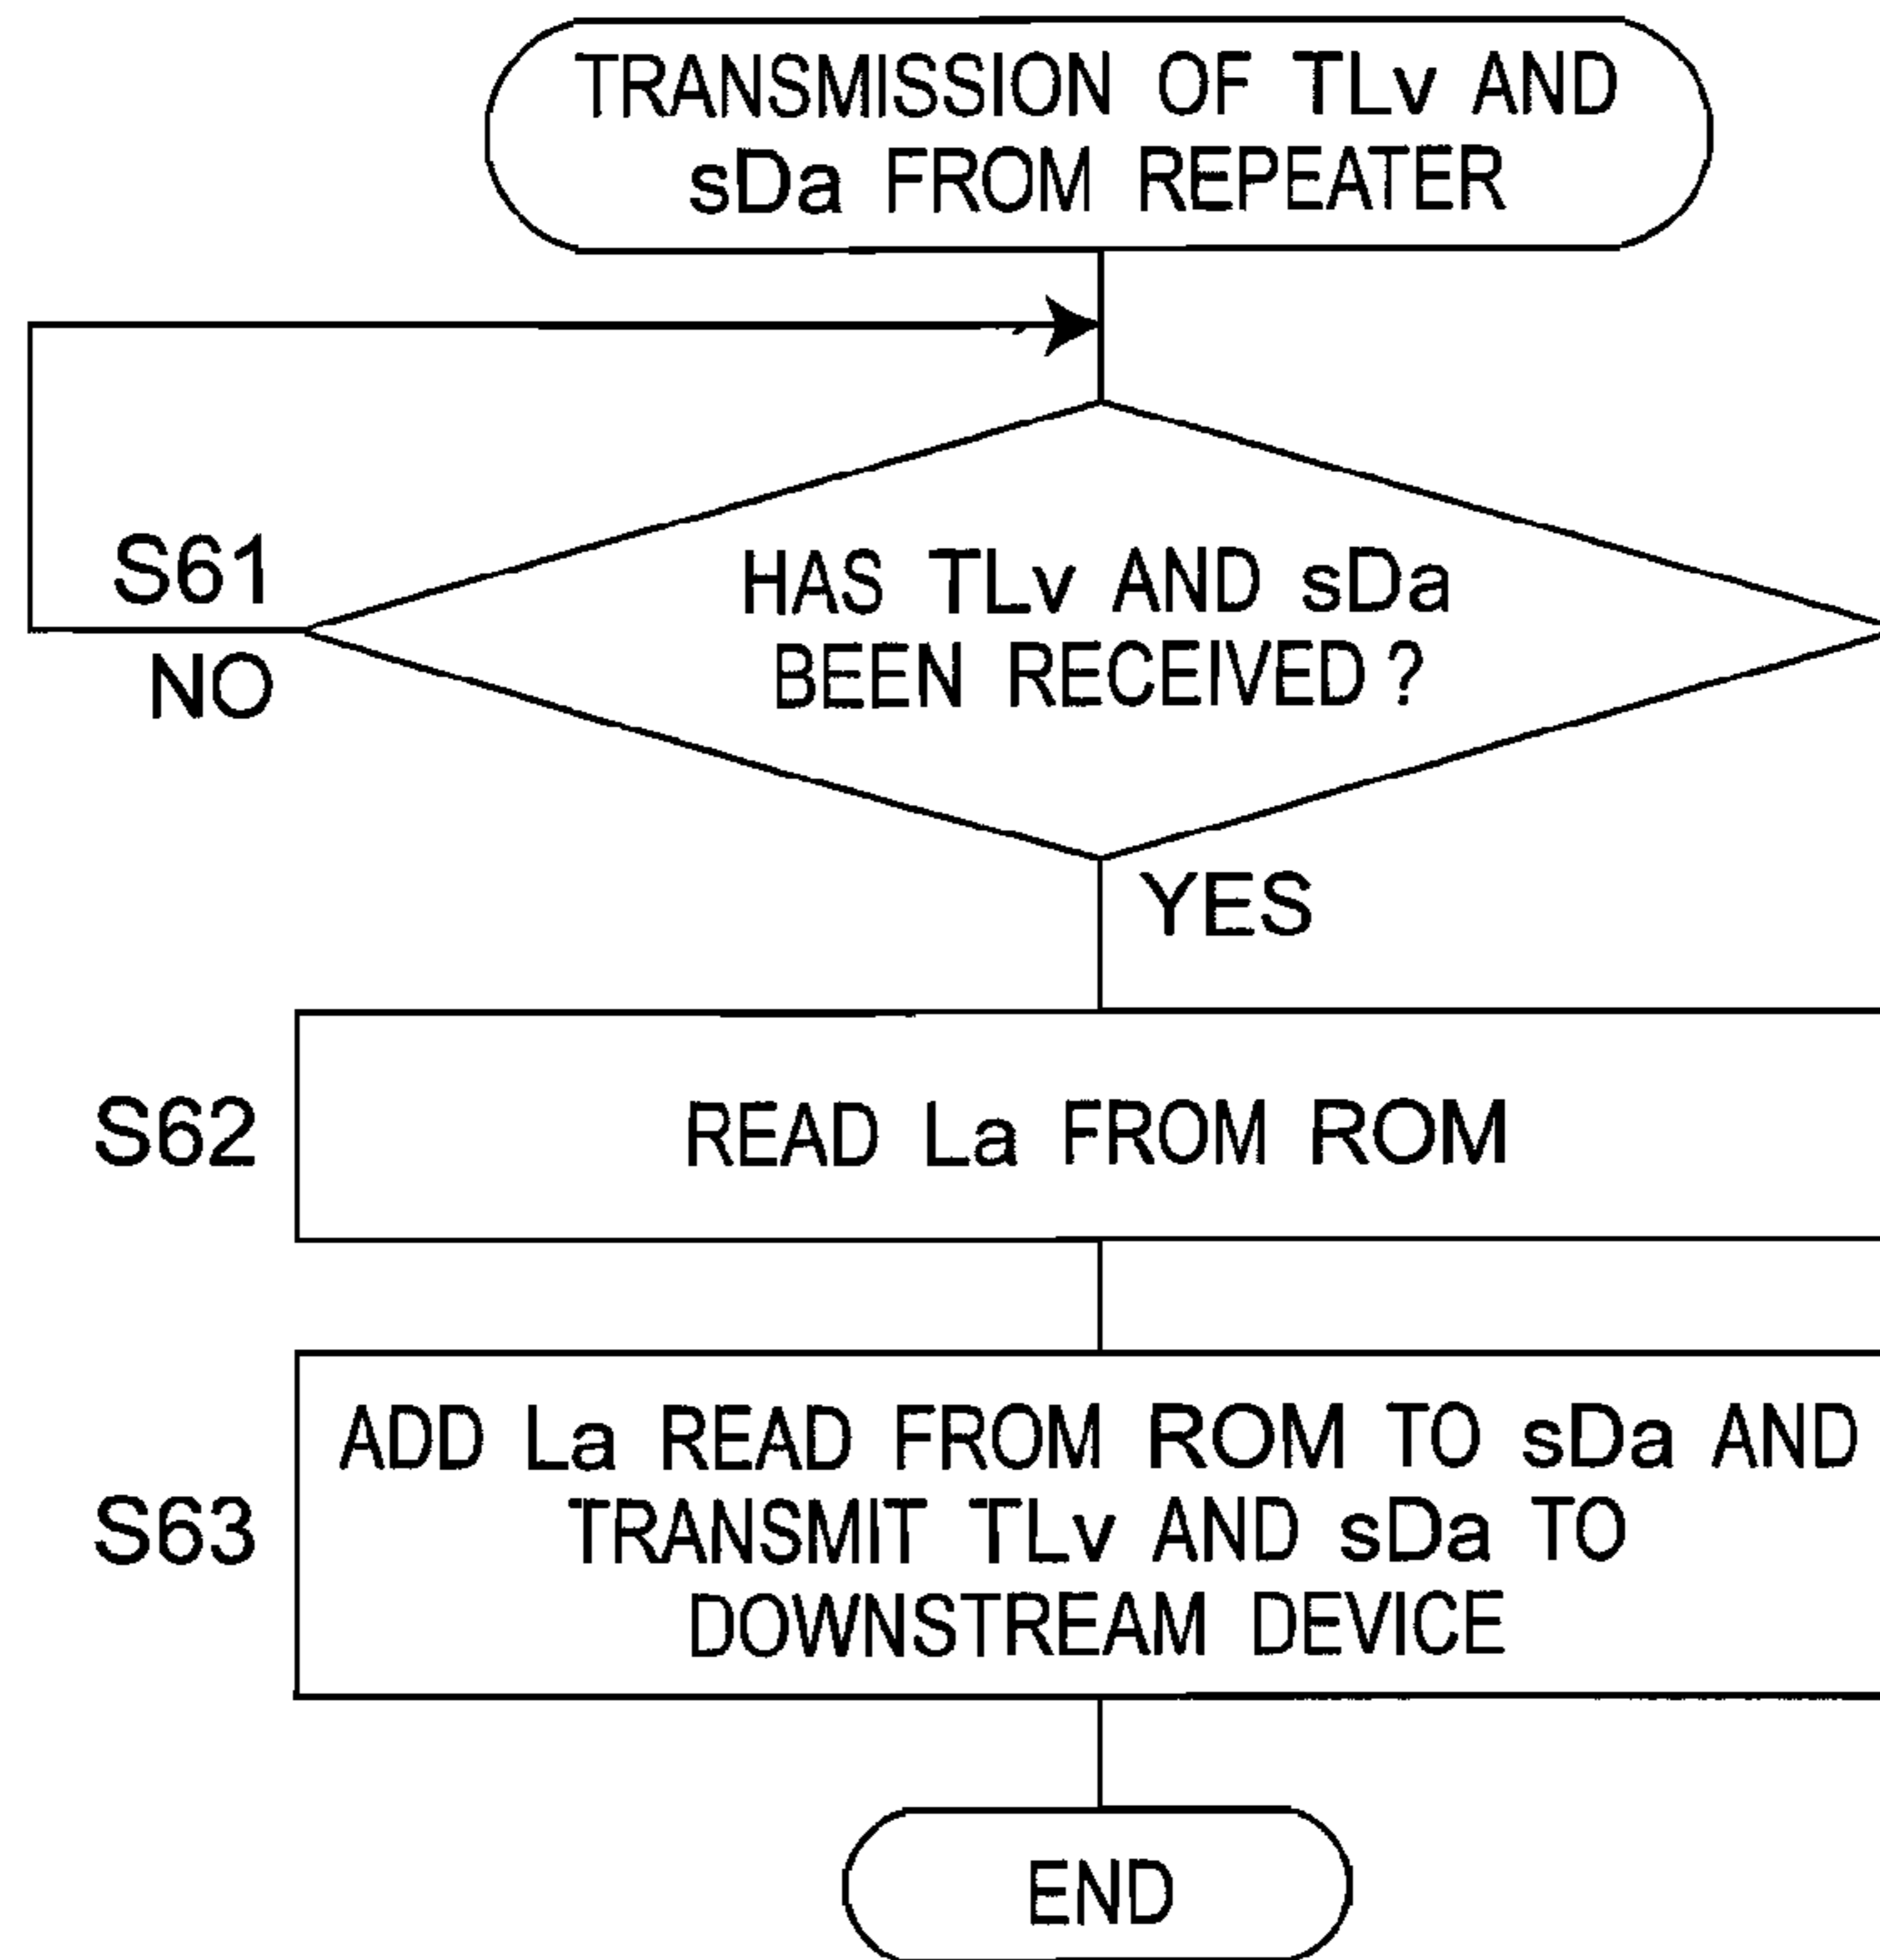 TRANSMISSION OF TLv AND
sDa FROM REPEATER
S61
HAS TLv AND sDa
BEEN RECEIVED ?
NO
YES
S62
READ La FROM ROM
ADD La READ FROM ROM TO sDa AND
S63
TRANSMIT TLv AND sDa TO
DOWNSTREAM DEVICE
END